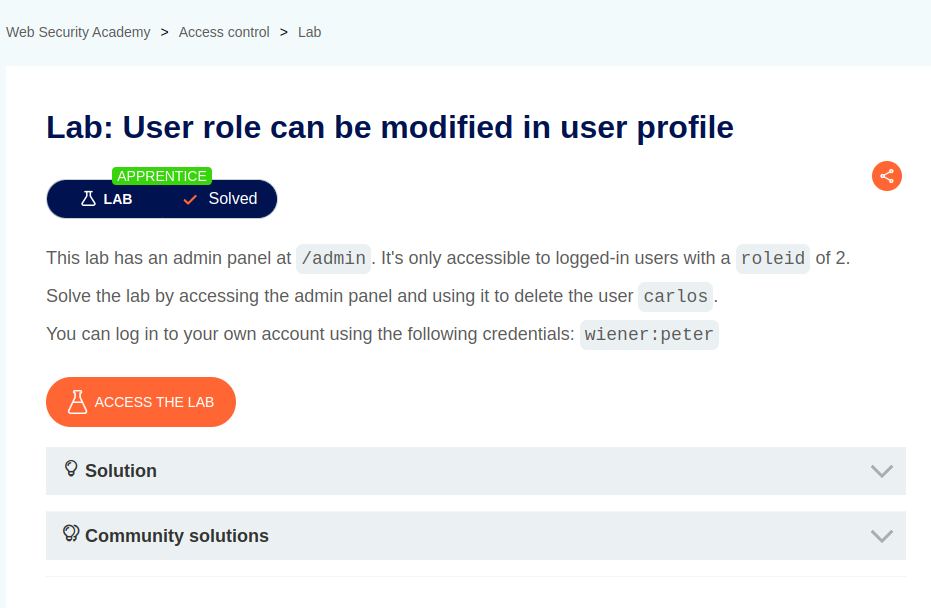 Web Security Academy > Access control > Lab
Lab: User role can be modified in user profile
APPRENTICE
LAB Solved
This lab has an admin panel at /admin. It's only accessible to logged-in users with a roleid of 2.
Solve the lab by accessing the admin panel and using it to delete the user carlos.
You can log in to your own account using the following credentials: wiener:peter
ACCESS THE LAB
Solution
Community solutions